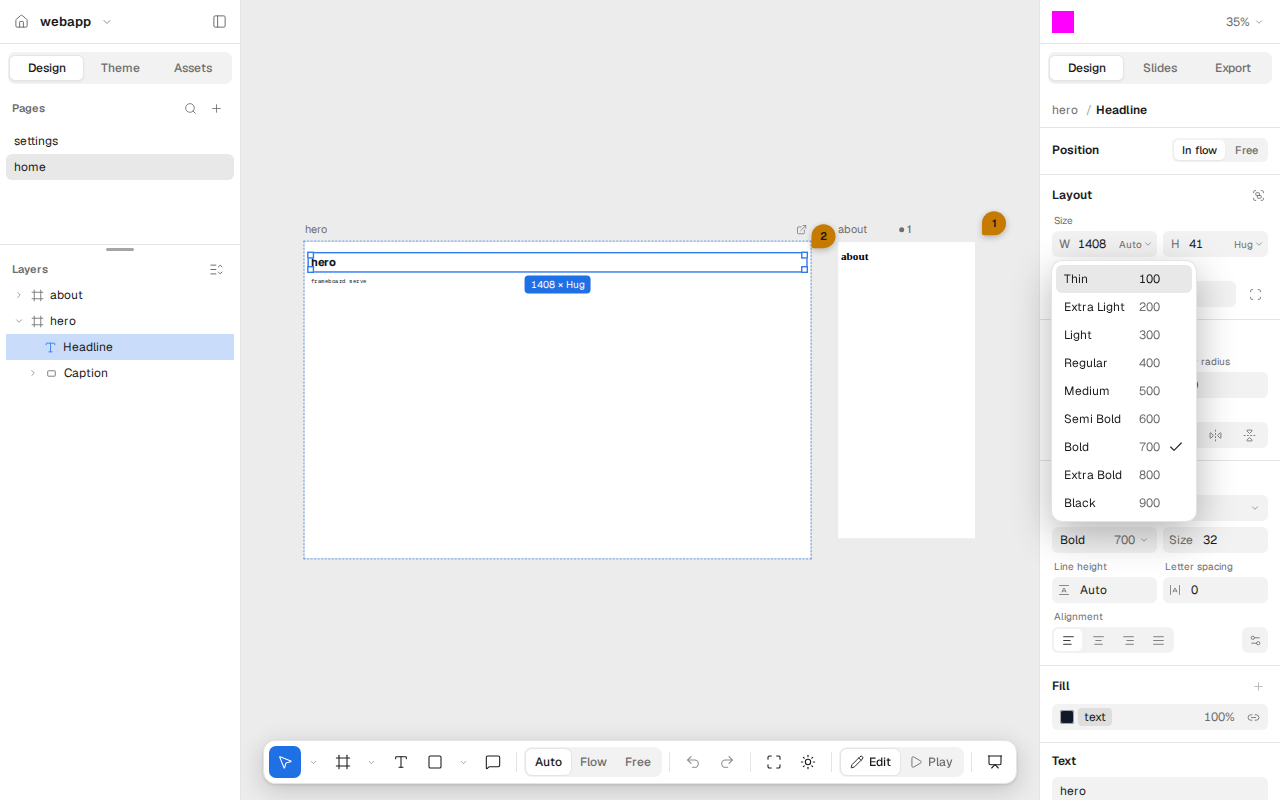 webapp
Design
Theme
Assets
Pages
settings
home
Layers
about
hero
Headline
Caption
hero
2
about
1
1
hero
frameboard serve
1408 × Hug
about
Auto
Flow
Free
Edit
Play
35%
Design
Slides
Export
hero / Headline
Position
In flow
Free
Layout
Size
W 1408 Auto
H 41 Hug
Thin 100
Extra Light 200
Light 300
Regular 400
Medium 500
Semi Bold 600
Bold 700
Extra Bold 800
Black 900
radius
Bold 700
Size 32
Line height
Letter spacing
Auto
0
Alignment
Fill
text
100%
Text
hero